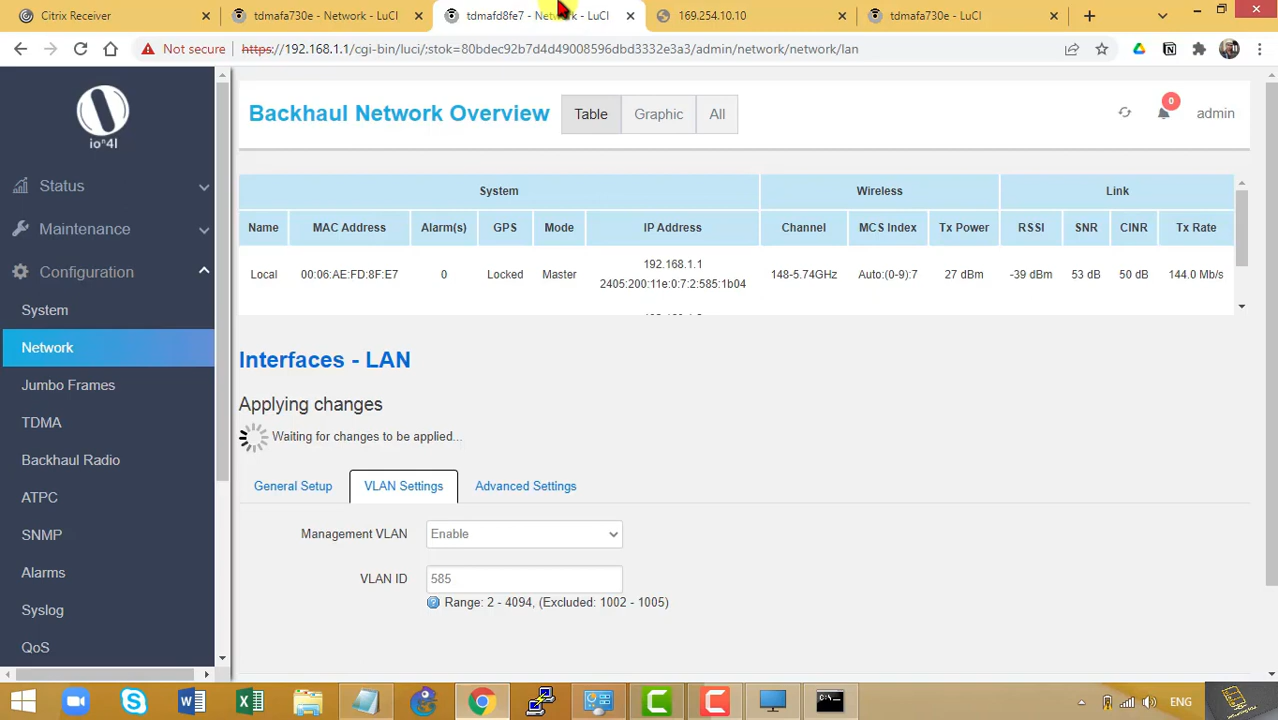 Citrix Receiver
tdmafa730e - Network - LuCI
tdmafd8fe7 - Network - LuCI
169.254.10.10
tdmafa730e - LuCI
Not secure
https://192.168.1.1/cgi-bin/luci/;stok=80bdec92b7d4d49008596dbd3332e3a3/admin/network/network/lan
io^n4l
Backhaul Network Overview
Table
Graphic
All
0
admin
Status
Maintenance
Configuration
System
Network
Jumbo Frames
TDMA
Backhaul Radio
ATPC
SNMP
Alarms
Syslog
QoS
System Wireless Link
Name MAC Address Alarm(s) GPS Mode IP Address Channel MCS Index Tx Power RSSI SNR CINR Tx Rate
Local 00:06:AE:FD:8F:E7 0 Locked Master 192.168.1.1 148-5.74GHz Auto:(0-9):7 27 dBm -39 dBm 53 dB 50 dB 144.0 Mb/s
2405:200:11e:0:7:2:585:1b04
Interfaces - LAN
Applying changes
Waiting for changes to be applied...
General Setup
VLAN Settings
Advanced Settings
Management VLAN Enable
VLAN ID 585
Range: 2 - 4094, (Excluded: 1002 - 1005)
ENG